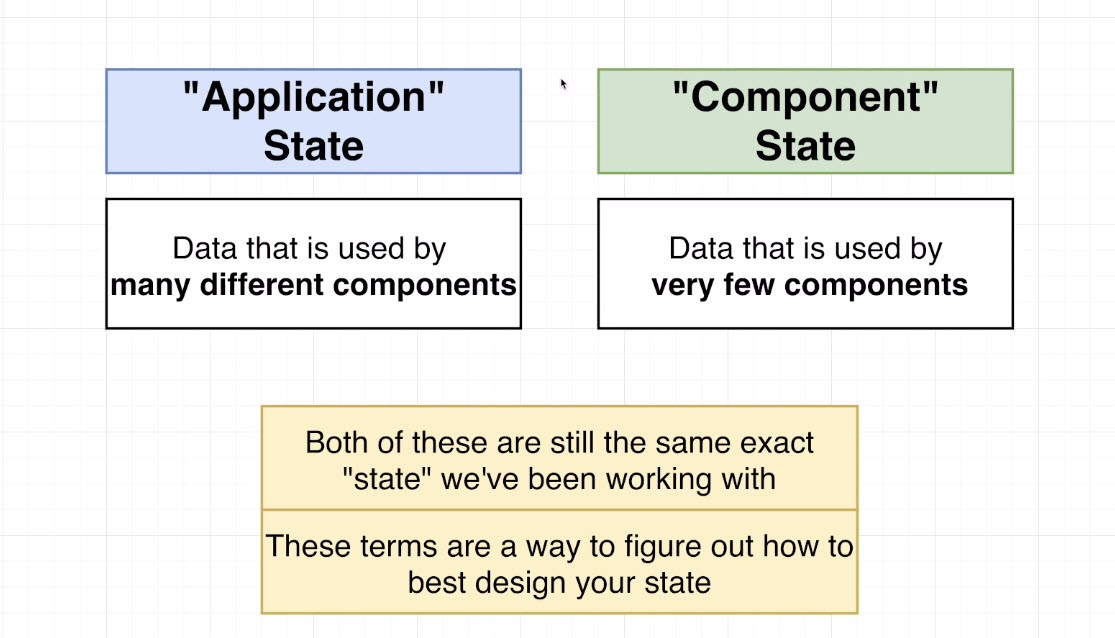 "Application"
State
"Component"
State
Data that is used by
many different components
Data that is used by
very few components
Both of these are still the same exact
"state" we've been working with
These terms are a way to figure out how to
best design your state